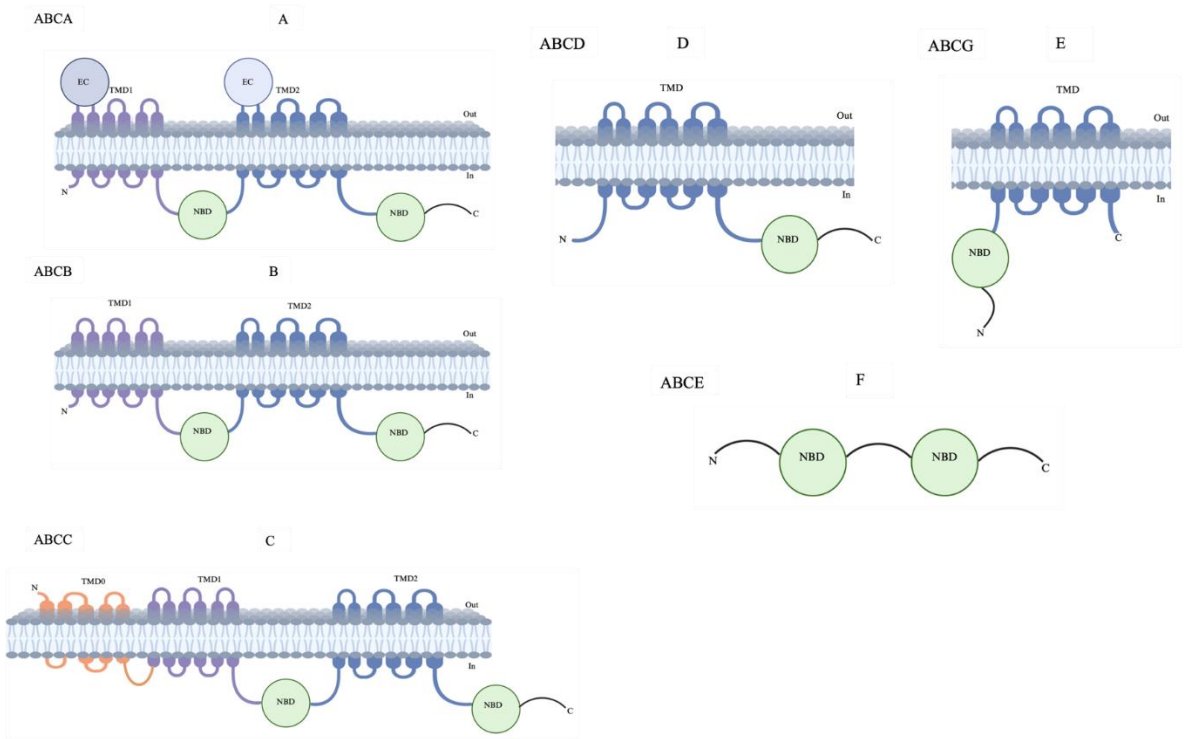 ABCA A
EC EC
TMD1 TMD2
Out
In
N
NBD NBD C
ABCB B
TMD1 TMD2
Out
In
N
NBD NBD C
ABCC C
N TMD0 TMD1 TMD2
Out
In
NBD NBD C
ABCD D
TMD
Out
In
N NBD C
ABCG E
TMD
Out
In
C
NBD
N
ABCE F
N NBD NBD C